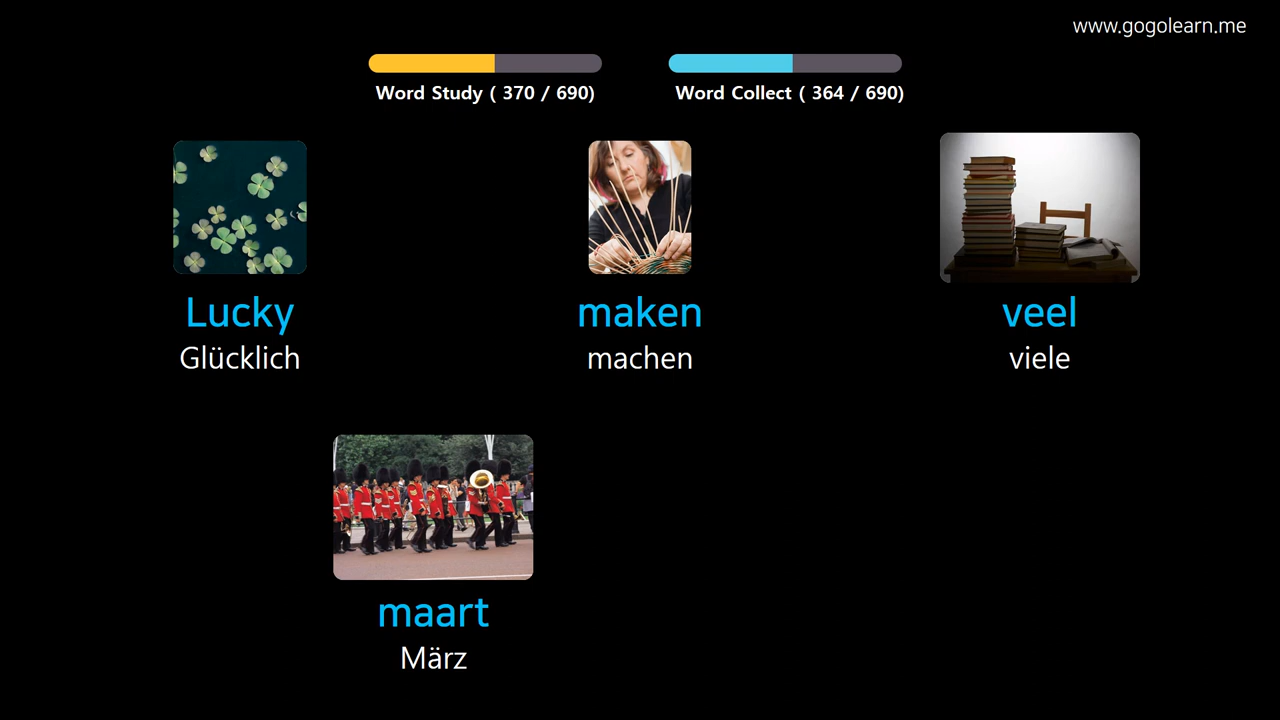 www.gogolearn.me
Word Study ( 370 / 690)
Word Collect ( 364 / 690)
Lucky
Glücklich
maken
machen
veel
viele
maart
März